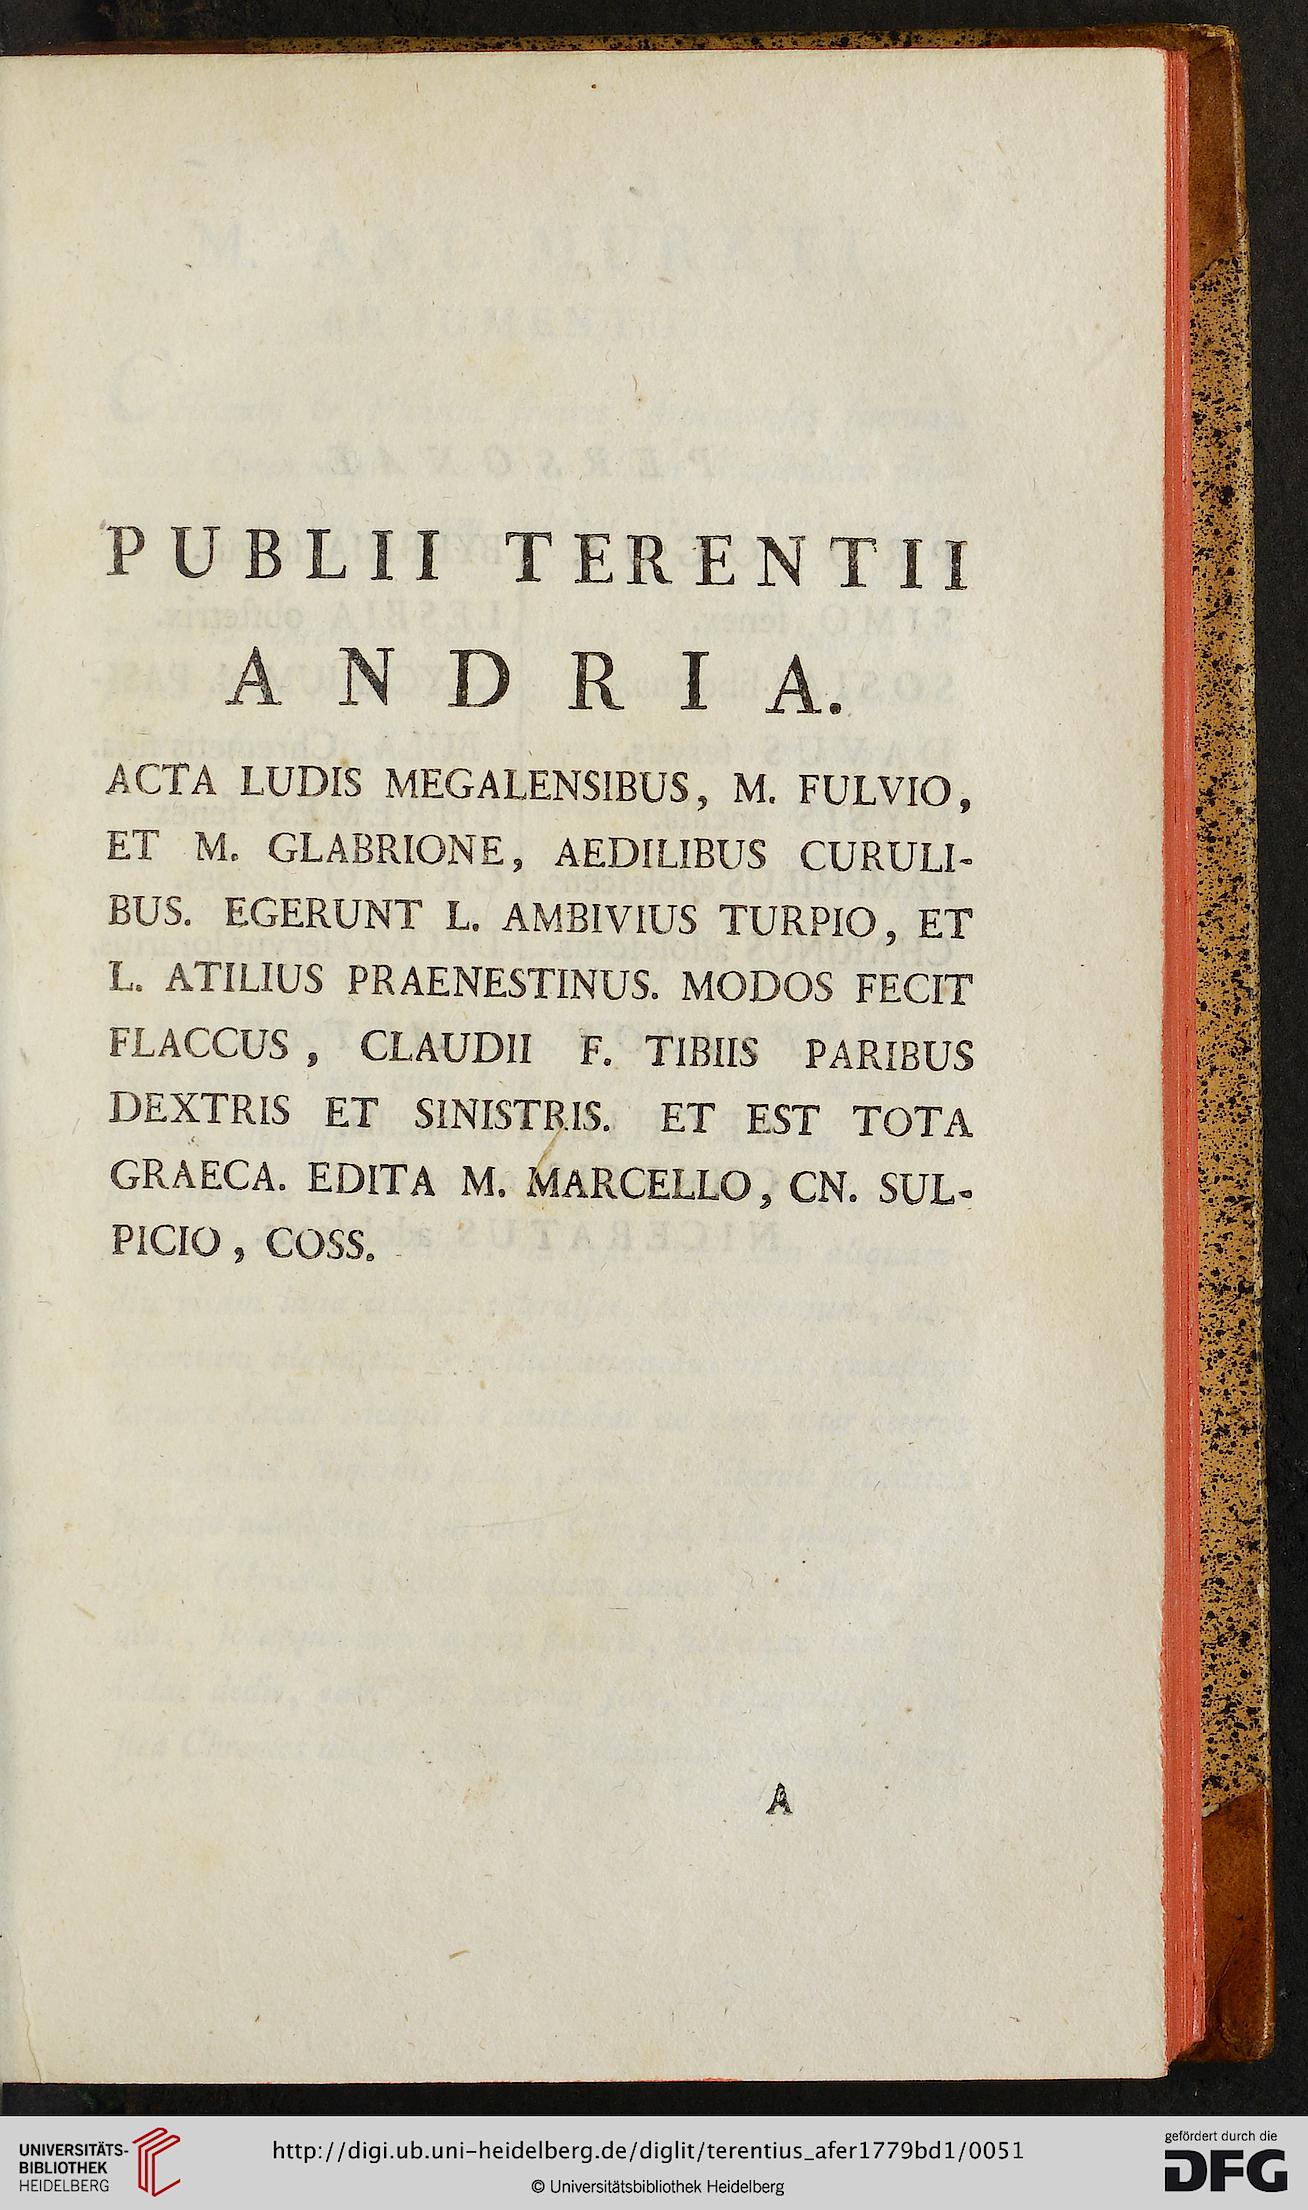 PUBLII TERENTII
ANDRIA.
ACTA LUDIS MEGALENSIBUS, M. FULVIO,
ET M. GLABRIONE, AEDILIBUS CURULI-
BUS. EGERUNT L. AMBIVIUS TURPIO, ET
L. ATILIUS PRAENESTINUS. MODOS FECIT
FLACCUS, CLAUDII F. TIBIIS PARIBUS
DEXTRIS ET SINISTRIS. ET EST TOTA
GRAECA. EDITA M. MARCELLO, CN. SUL-
PICIO, COSS.
A
UNIVERSITÄTS-
BIBLIOTHEK
HEIDELBERG
http://digi.ub.uni-heidelberg.de/diglit/terentius_afer1779bd1/0051
© Universitätsbibliothek Heidelberg
gefördert durch die
DFG